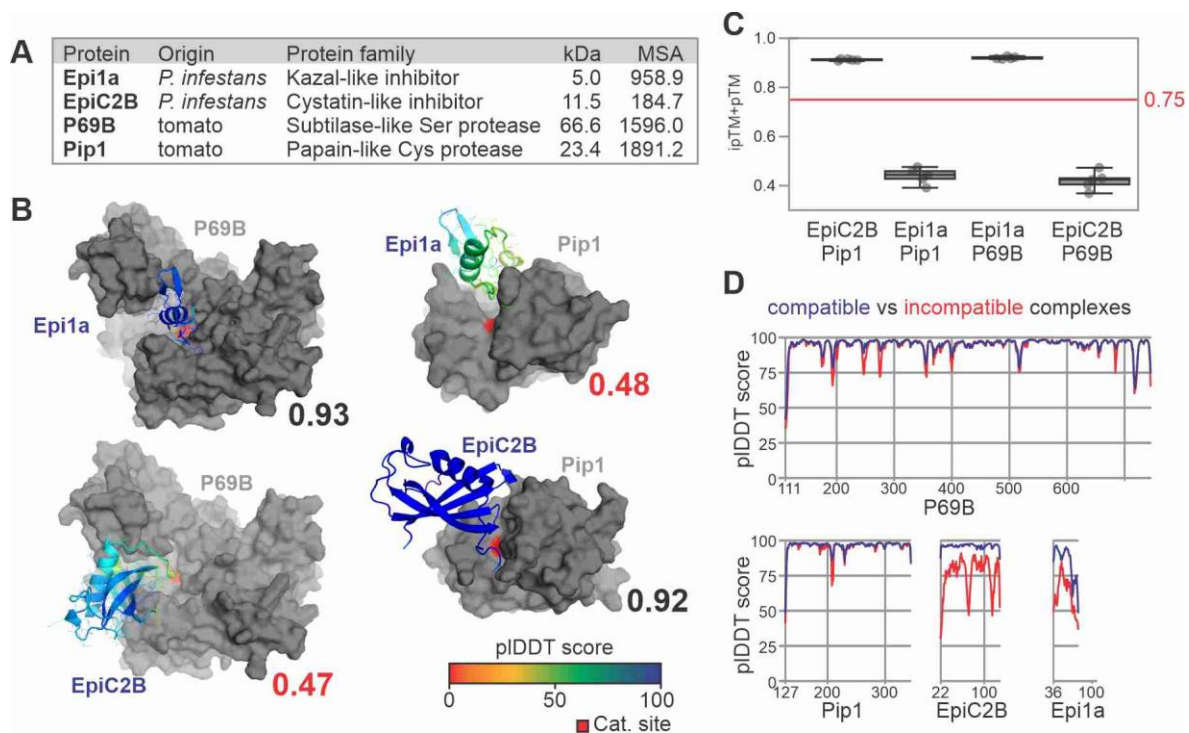 A
Protein Origin Protein family kDa MSA
Epi1a P. infestans Kazal-like inhibitor 5.0 958.9
EpiC2B P. infestans Cystatin-like inhibitor 11.5 184.7
P69B tomato Subtilase-like Ser protease 66.6 1596.0
Pip1 tomato Papain-like Cys protease 23.4 1891.2
B
P69B
Epi1a
0.93
Epi1a
Pip1
0.48
P69B
EpiC2B
0.47
EpiC2B
Pip1
0.92
plDDT score
0 50 100
Cat. site
C
ipTM+pTM
1.0
0.8
0.6
0.4
0.75
EpiC2B Epi1a Epi1a EpiC2B
Pip1 Pip1 P69B P69B
D
compatible vs incompatible complexes
plDDT score
100
75
50
25
0
111 200 300 400 500 600
P69B
plDDT score
100
75
50
25
0
127 200 300 22 100 36 100
Pip1 EpiC2B Epi1a